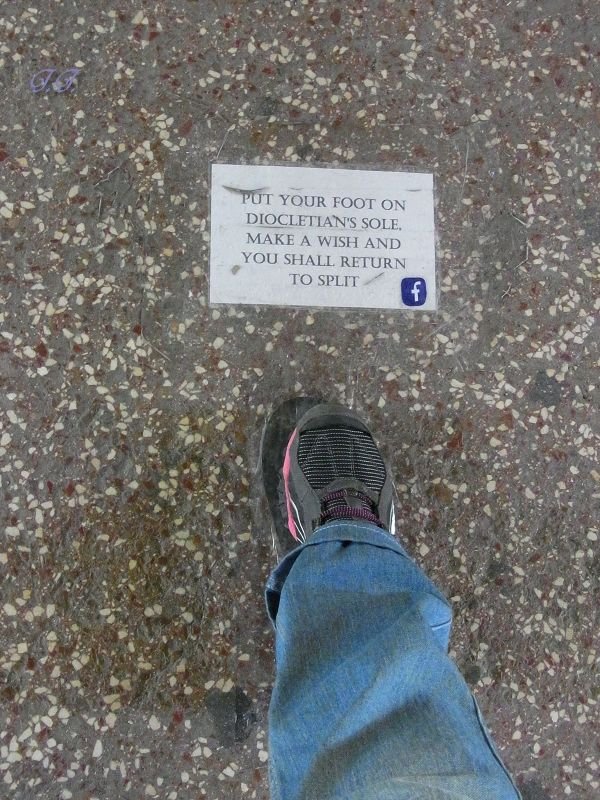 J.F.
PUT YOUR FOOT ON
DIOCLETIAN'S SOLE,
MAKE A WISH AND
YOU SHALL RETURN
TO SPLIT
f